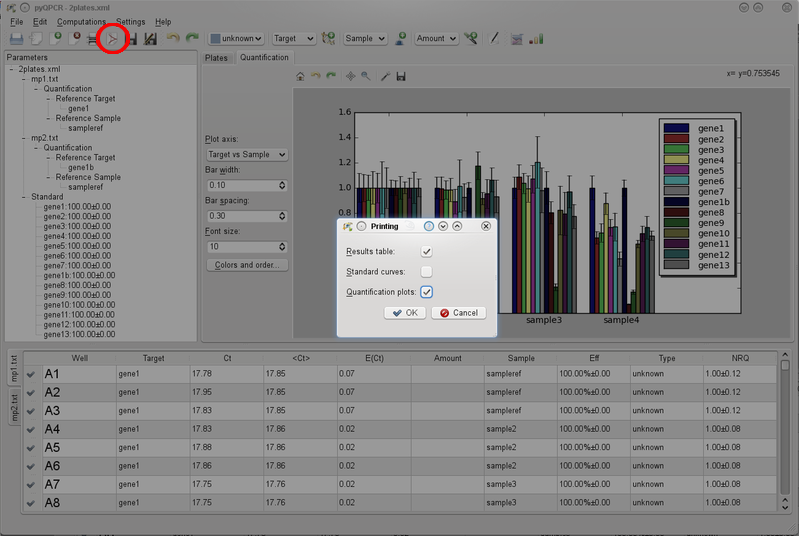 pyQPCR - 2plates.xml
File Edit Computations Settings Help
unknown Target Sample Amount
Parameters
2plates.xml
mp1.txt
Quantification
Reference Target
gene1
Reference Sample
sampleref
mp2.txt
Quantification
Reference Target
gene1b
Reference Sample
sampleref
Standard
gene1:100.00±0.00
gene2:100.00±0.00
gene3:100.00±0.00
gene4:100.00±0.00
gene5:100.00±0.00
gene6:100.00±0.00
gene7:100.00±0.00
gene1b:100.00±0.00
gene8:100.00±0.00
gene9:100.00±0.00
gene10:100.00±0.00
gene11:100.00±0.00
gene12:100.00±0.00
gene13:100.00±0.00
Plates Quantification
x= y=0.753545
Plot axis:
Target vs Sample
Bar width:
0.10
Bar spacing:
0.30
Font size:
10
Colors and order...
1.6
1.4
1.2
1.0
0.8
gene1
gene2
gene3
gene4
gene5
gene6
gene7
gene1b
gene8
gene9
gene10
gene11
gene12
gene13
sample3 sample4
Printing
Results table:
Standard curves:
Quantification plots:
OK Cancel
mp1.txt
mp2.txt
Well Target Ct <Ct> E(Ct) Amount Sample Eff Type NRQ
A1 gene1 17.78 17.85 0.07 sampleref 100.00%±0.00 unknown 1.00±0.12
A2 gene1 17.95 17.85 0.07 sampleref 100.00%±0.00 unknown 1.00±0.12
A3 gene1 17.83 17.85 0.07 sampleref 100.00%±0.00 unknown 1.00±0.12
A4 gene1 17.83 17.86 0.02 sample2 100.00%±0.00 unknown 1.00±0.08
A5 gene1 17.88 17.86 0.02 sample2 100.00%±0.00 unknown 1.00±0.08
A6 gene1 17.86 17.86 0.02 sample2 100.00%±0.00 unknown 1.00±0.08
A7 gene1 17.75 17.76 0.02 sample3 100.00%±0.00 unknown 1.00±0.08
A8 gene1 17.75 17.76 0.02 sample3 100.00%±0.00 unknown 1.00±0.08